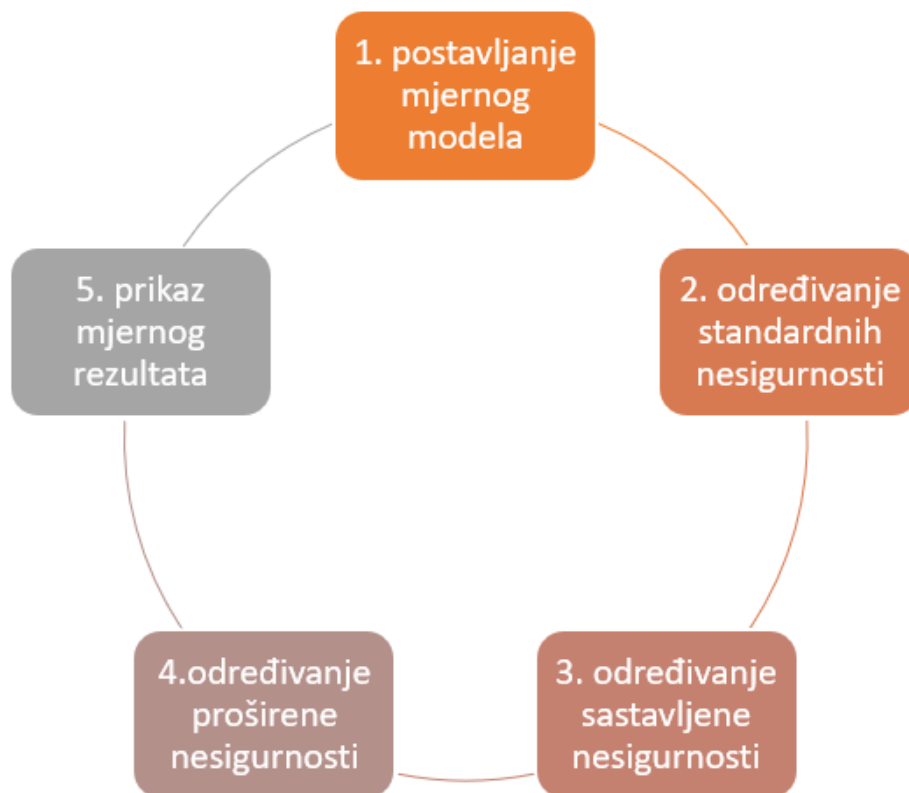 1. postavljanje
mjernog
modela
2. određivanje
standardnih
nesigurnosti
3. određivanje
sastavljene
nesigurnosti
4.određivanje
proširene
nesigurnosti
5. prikaz
mjernog
rezultata